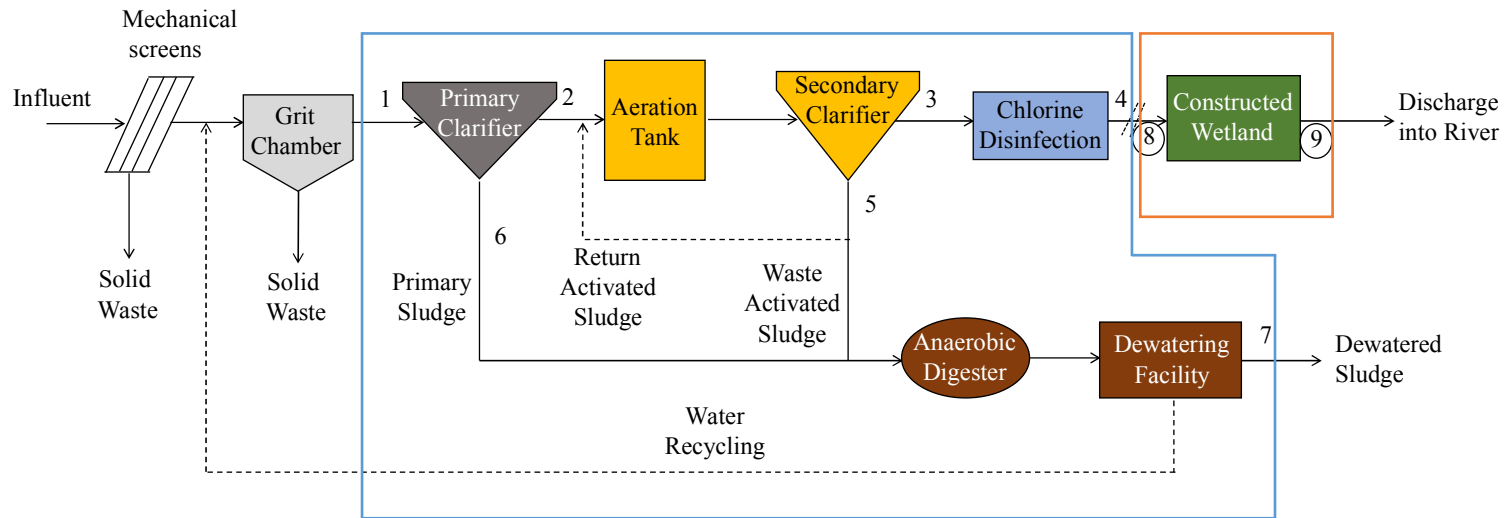 Mechanical
screens
Influent
Grit
Chamber
1
Primary
Clarifier
2
Aeration
Tank
Secondary
Clarifier
3
Chlorine
Disinfection
4
8
Constructed
Wetland
9
Discharge
into River
Solid
Waste
Solid
Waste
6
Primary
Sludge
Return
Activated
Sludge
5
Waste
Activated
Sludge
Anaerobic
Digester
Dewatering
Facility
7
Dewatered
Sludge
Water
Recycling